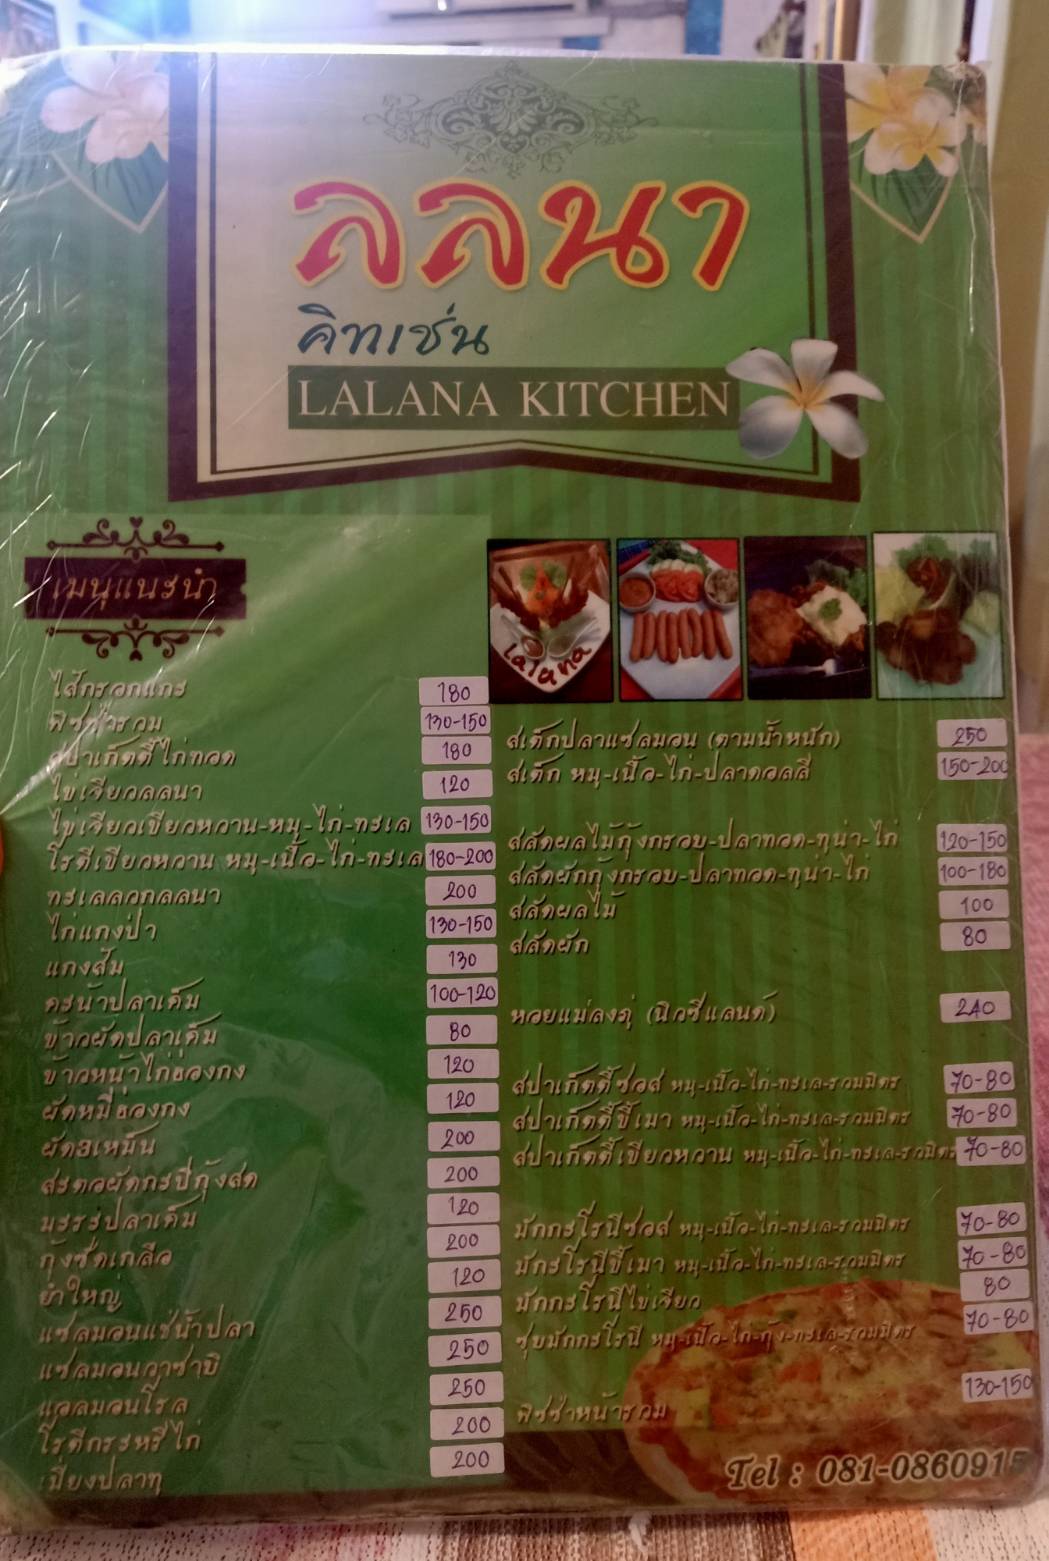 ลลนา
คิทเช่น
LALANA KITCHEN
เมนูแนะนำ
ไส้กรอกแกะ 180
พิซซ่ารวม 130-150
สปาเก็ตตี้ไก่ทอด 180
ไข่เจียวลลนา 120
ไข่เจียวเขียวหวาน-หมู-ไก่-ทะเล 130-150
โรตีเขียวหวาน หมู-เนื้อ-ไก่-ทะเล 180-200
ทะเลลวกลลนา 200
ไก่แกงป่า 130-150
แกงส้ม 130
คะน้าปลาเค็ม 100-120
ข้าวผัดปลาเค็ม 80
ข้าวหน้าไก่ฮ่องกง 120
ผัดหมี่ฮ่องกง 120
ผัดฉเหม็น 200
สะตอผัดกะปิกุ้งสด 200
มะระปลาเค็ม 120
กุ้งซ่ดเกลือ 200
ยำใหญ่ 120
แซลมอนแช่น้ำปลา 250
แซลมอนวาซาบิ 250
แอลมอนโรล 250
โรตีกะหรี่ไก่ 200
เมี่ยงปลาทู 200
lalana
สเต็กปลาแซลมอน (ตามน้ำหนัก) 250
สเต็ก หมู-เนื้อ-ไก่-ปลาดอลลี่ 150-200
สลัดผลไม้กุ้งกรอบ-ปลาทอด-ทูน่า-ไก่ 120-150
สลัดผักกุ้งกรอบ-ปลาทอด-ทูน่า-ไก่ 100-180
สลัดผลไม้ 100
สลัดผัก 80
หอยแม่ลงภู่ (นิวซีแลนด์) 240
สปาเก็ตตี้ซอส หมู-เนื้อ-ไก่-ทะเล-รวมมิตร 70-80
สปาเก็ตตี้ขี้เมา หมู-เนื้อ-ไก่-ทะเล-รวมมิตร 70-80
สปาเก็ตตี้เขียวหวาน หมู-เนื้อ-ไก่-ทะเล-รวมมิตร 70-80
มักกะโรนีซอส หมู-เนื้อ-ไก่-ทะเล-รวมมิตร 70-80
มักะโรนีขี้เมา หมู-เนื้อ-ไก่-ทะเล-รวมมิตร 70-80
มักกะโรนีไข่เจียว 80
ซุปมักกะโรนี หมู-เนื้อ-ไก่-กุ้ง-ทะเล-รวมมิตร 70-80
พิซซ่าหน้ารวม 130-150
Tel : 081-0860915